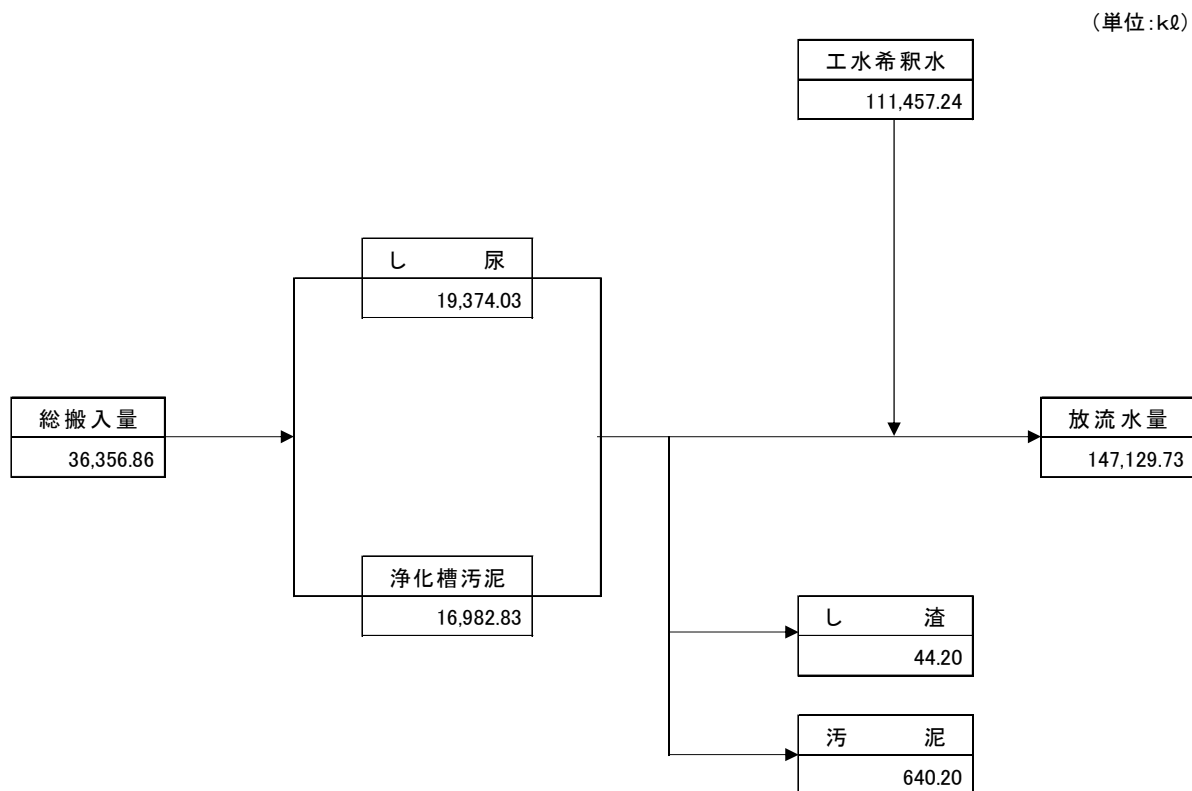 (単位:kℓ)
工水希釈水
111,457.24
し 尿
19,374.03
総搬入量
36,356.86
放流水量
147,129.73
浄化槽汚泥
16,982.83
し 渣
44.20
汚 泥
640.20